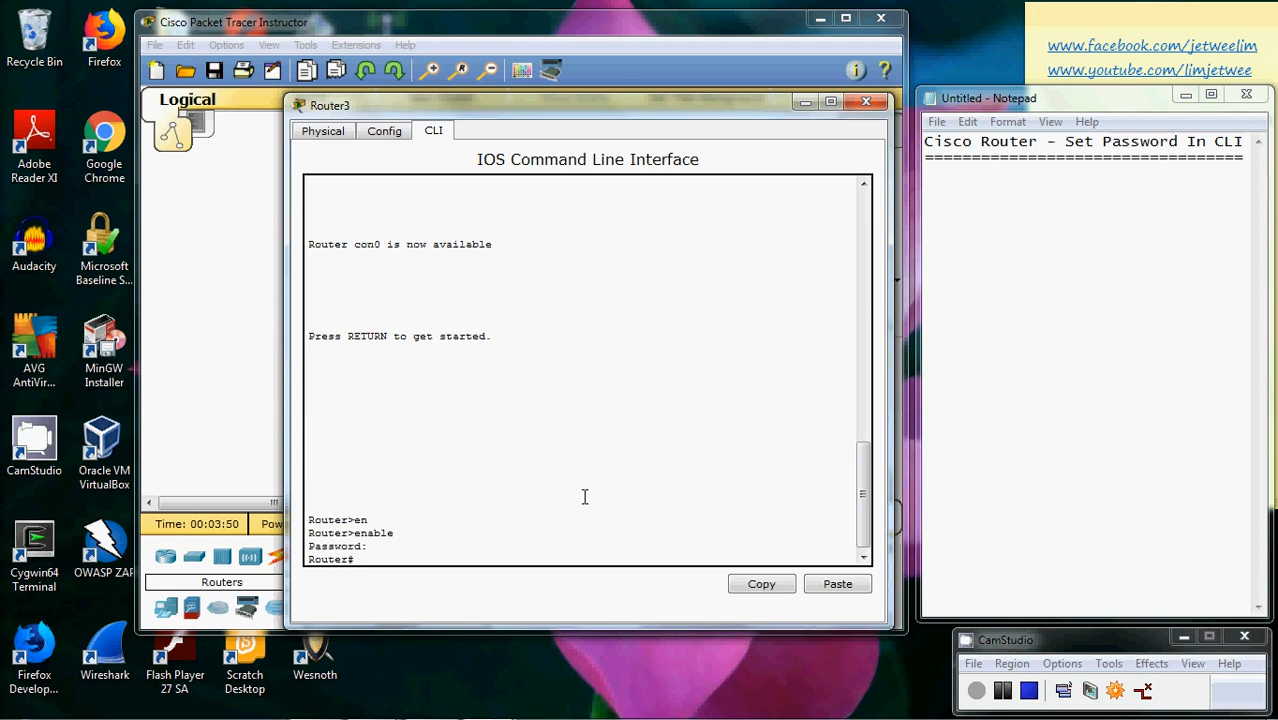 Recycle Bin
Firefox
Adobe
Reader XI
Google
Chrome
Audacity
Microsoft
Baseline S...
AVG
AntiVir...
MinGW
Installer
CamStudio
Oracle VM
VirtualBox
Cygwin64
Terminal
OWASP ZAP
Firefox
Develop...
Wireshark
Flash Player
27 SA
Scratch
Desktop
Wesnoth
Cisco Packet Tracer Instructor
File Edit Options View Tools Extensions Help
Logical
Time: 00:03:50
Pow
Routers
Router3
Physical Config CLI
IOS Command Line Interface
Router con0 is now available
Press RETURN to get started.
Router>en
Router>enable
Password:
Router#
Copy Paste
www.facebook.com/jetweelim
www.youtube.com/limjetwee
Untitled - Notepad
File Edit Format View Help
Cisco Router - Set Password In CLI
==================================
CamStudio
File Region Options Tools Effects View Help